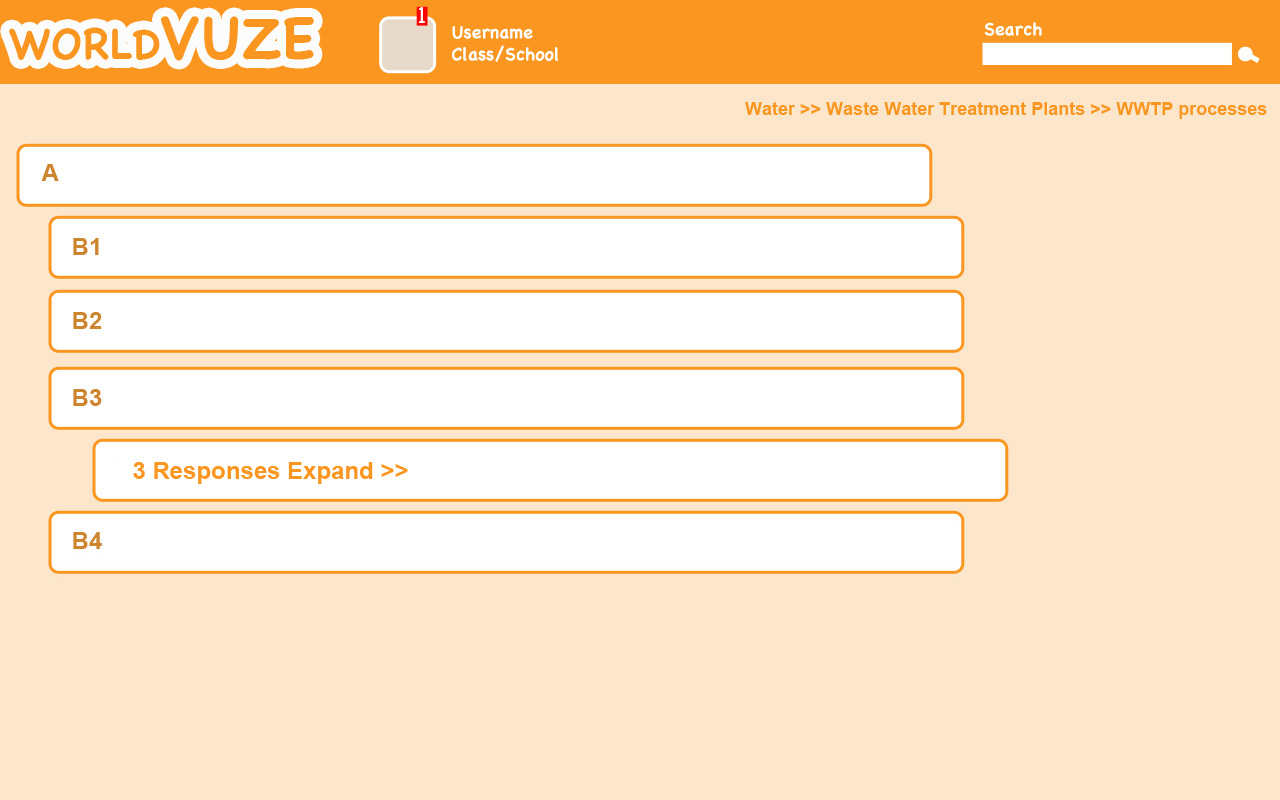 WORLDVUZE
1
Username
Class/School
Search
Water >> Waste Water Treatment Plants >> WWTP processes
A
B1
B2
B3
3 Responses Expand >>
B4